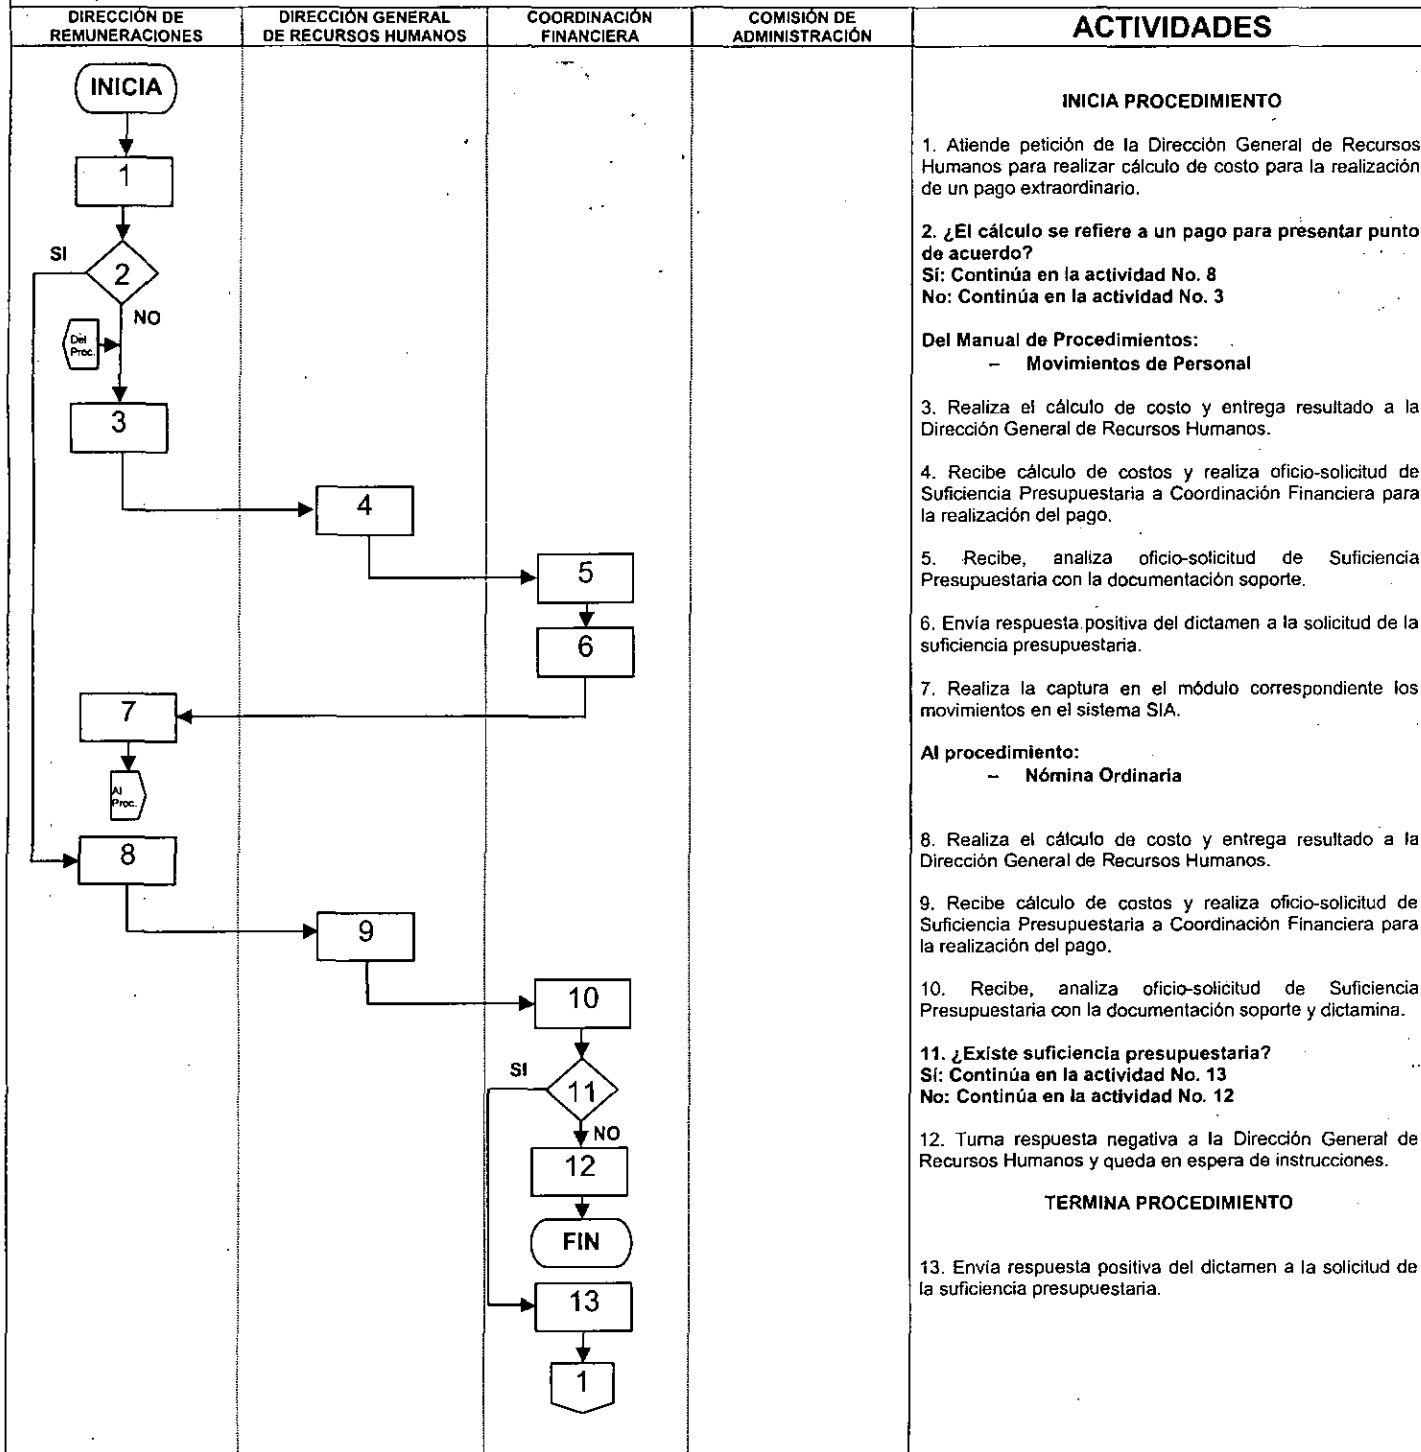 DIRECCIÓN DE
REMUNERACIONES
DIRECCIÓN GENERAL
DE RECURSOS HUMANOS
COORDINACIÓN
FINANCIERA
COMISIÓN DE
ADMINISTRACIÓN
ACTIVIDADES
INICIA
1
SI
2
NO
Del
Proc.
3
4
5
6
7
Al
Proc.
8
9
10
SI
11
NO
12
FIN
13
1
INICIA PROCEDIMIENTO
1. Atiende petición de la Dirección General de Recursos
Humanos para realizar cálculo de costo para la realización
de un pago extraordinario.
2. ¿El cálculo se refiere a un pago para presentar punto
de acuerdo?
Sí: Continúa en la actividad No. 8
No: Continúa en la actividad No. 3
Del Manual de Procedimientos:
– Movimientos de Personal
3. Realiza el cálculo de costo y entrega resultado a la
Dirección General de Recursos Humanos.
4. Recibe cálculo de costos y realiza oficio-solicitud de
Suficiencia Presupuestaria a Coordinación Financiera para
la realización del pago.
5. Recibe, analiza oficio-solicitud de Suficiencia
Presupuestaria con la documentación soporte.
6. Envía respuesta positiva del dictamen a la solicitud de la
suficiencia presupuestaria.
7. Realiza la captura en el módulo correspondiente los
movimientos en el sistema SIA.
Al procedimiento:
– Nómina Ordinaria
8. Realiza el cálculo de costo y entrega resultado a la
Dirección General de Recursos Humanos.
9. Recibe cálculo de costos y realiza oficio-solicitud de
Suficiencia Presupuestaria a Coordinación Financiera para
la realización del pago.
10. Recibe, analiza oficio-solicitud de Suficiencia
Presupuestaria con la documentación soporte y dictamina.
11. ¿Existe suficiencia presupuestaria?
Sí: Continúa en la actividad No. 13
No: Continúa en la actividad No. 12
12. Turna respuesta negativa a la Dirección General de
Recursos Humanos y queda en espera de instrucciones.
TERMINA PROCEDIMIENTO
13. Envía respuesta positiva del dictamen a la solicitud de
la suficiencia presupuestaria.